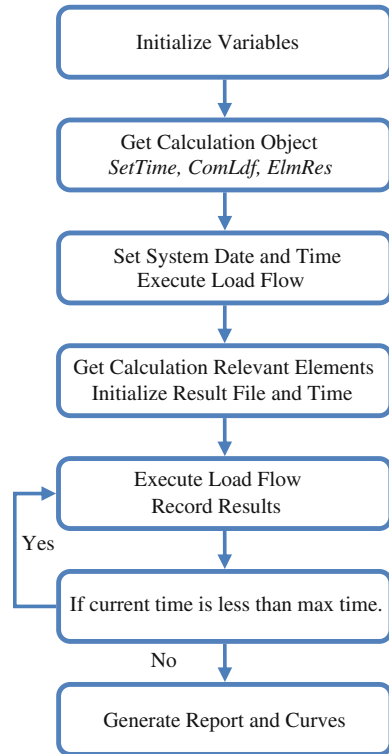 Initialize Variables
Get Calculation Object
SetTime, ComLdf, ElmRes
Set System Date and Time
Execute Load Flow
Get Calculation Relevant Elements
Initialize Result File and Time
Execute Load Flow
Record Results
Yes
If current time is less than max time.
No
Generate Report and Curves